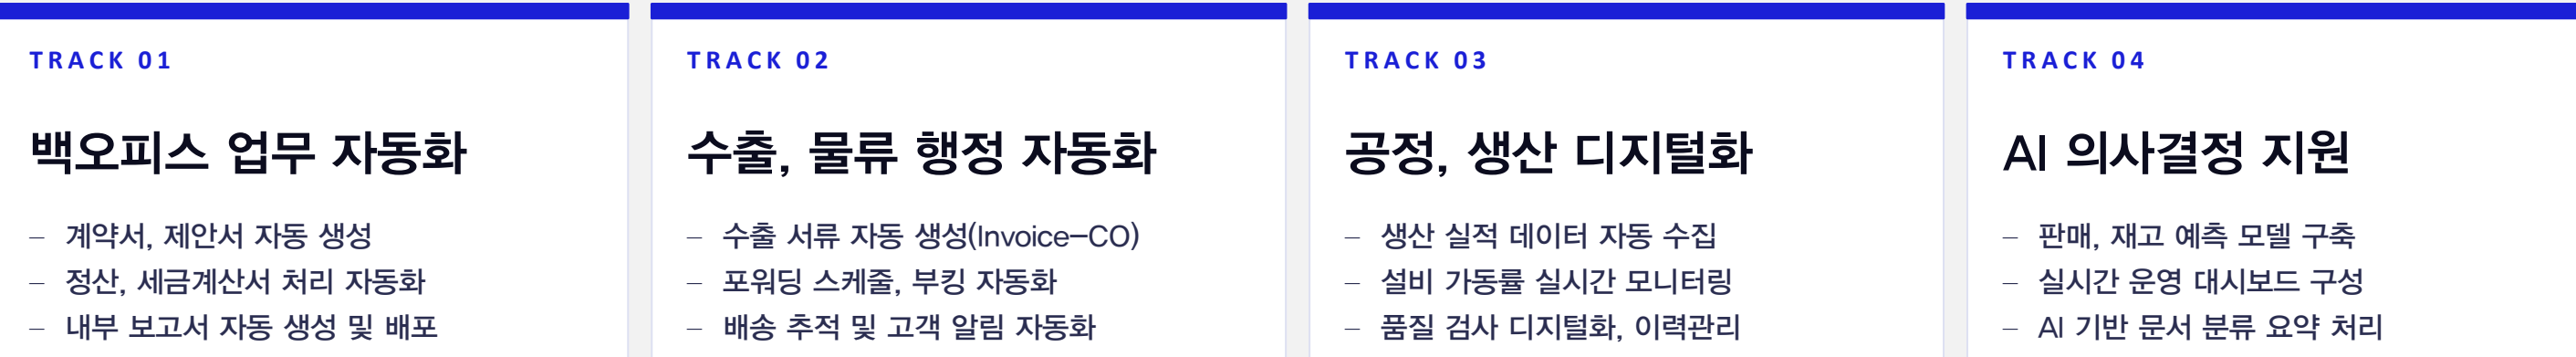 TRACK 01
백오피스 업무 자동화
– 계약서, 제안서 자동 생성
– 정산, 세금계산서 처리 자동화
– 내부 보고서 자동 생성 및 배포
TRACK 02
수출, 물류 행정 자동화
– 수출 서류 자동 생성(Invoice–CO)
– 포워딩 스케줄, 부킹 자동화
– 배송 추적 및 고객 알림 자동화
TRACK 03
공정, 생산 디지털화
– 생산 실적 데이터 자동 수집
– 설비 가동률 실시간 모니터링
– 품질 검사 디지털화, 이력관리
TRACK 04
AI 의사결정 지원
– 판매, 재고 예측 모델 구축
– 실시간 운영 대시보드 구성
– AI 기반 문서 분류 요약 처리